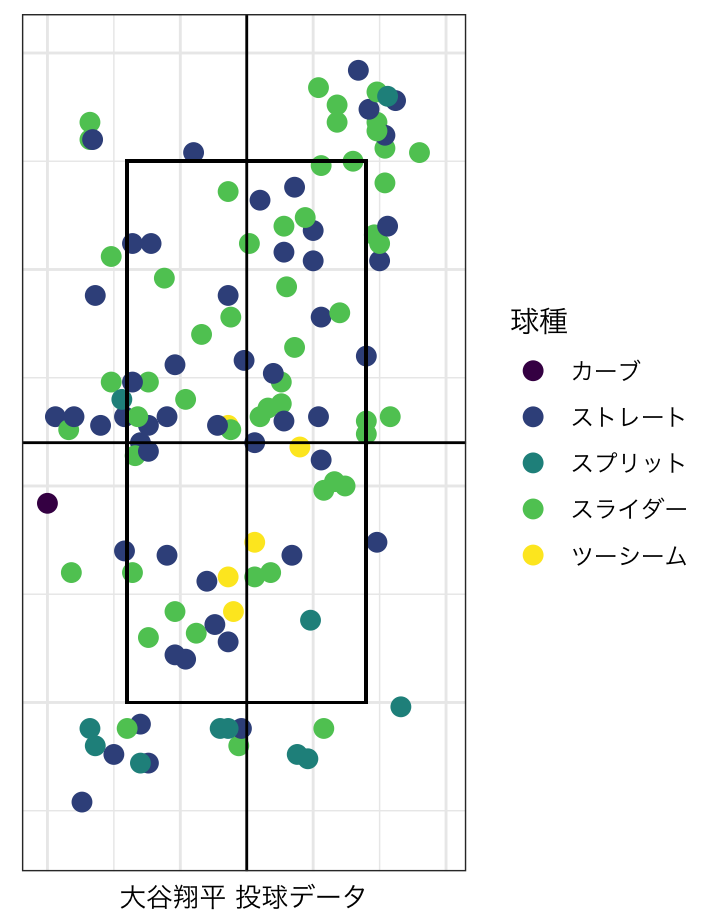 球種
カーブ
ストレート
スプリット
スライダー
ツーシーム
大谷翔平 投球データ